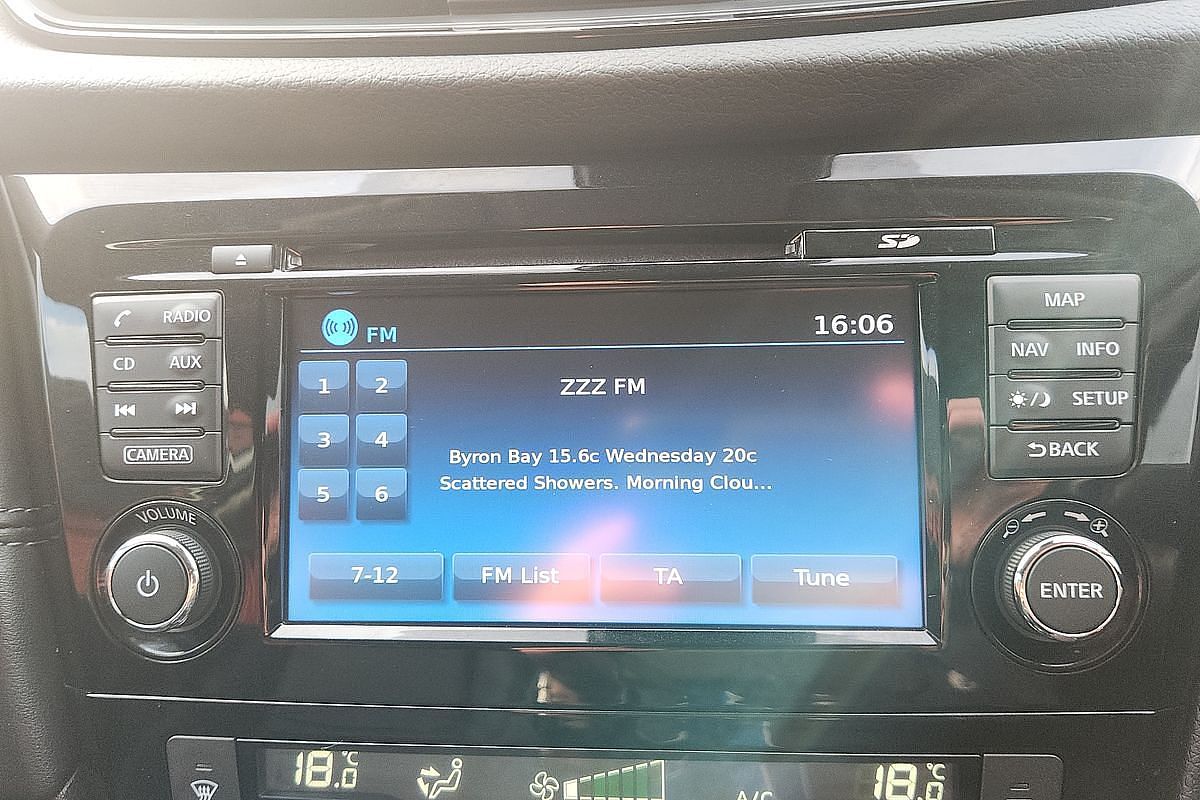 SD
RADIO
CD AUX
CAMERA
VOLUME
FM
16:06
1 2
3 4
5 6
ZZZ FM
Byron Bay 15.6c Wednesday 20c
Scattered Showers. Morning Clou...
7-12 FM List TA Tune
MAP
NAV INFO
SETUP
BACK
ENTER
18.0 °C
A/C
18.0 °C